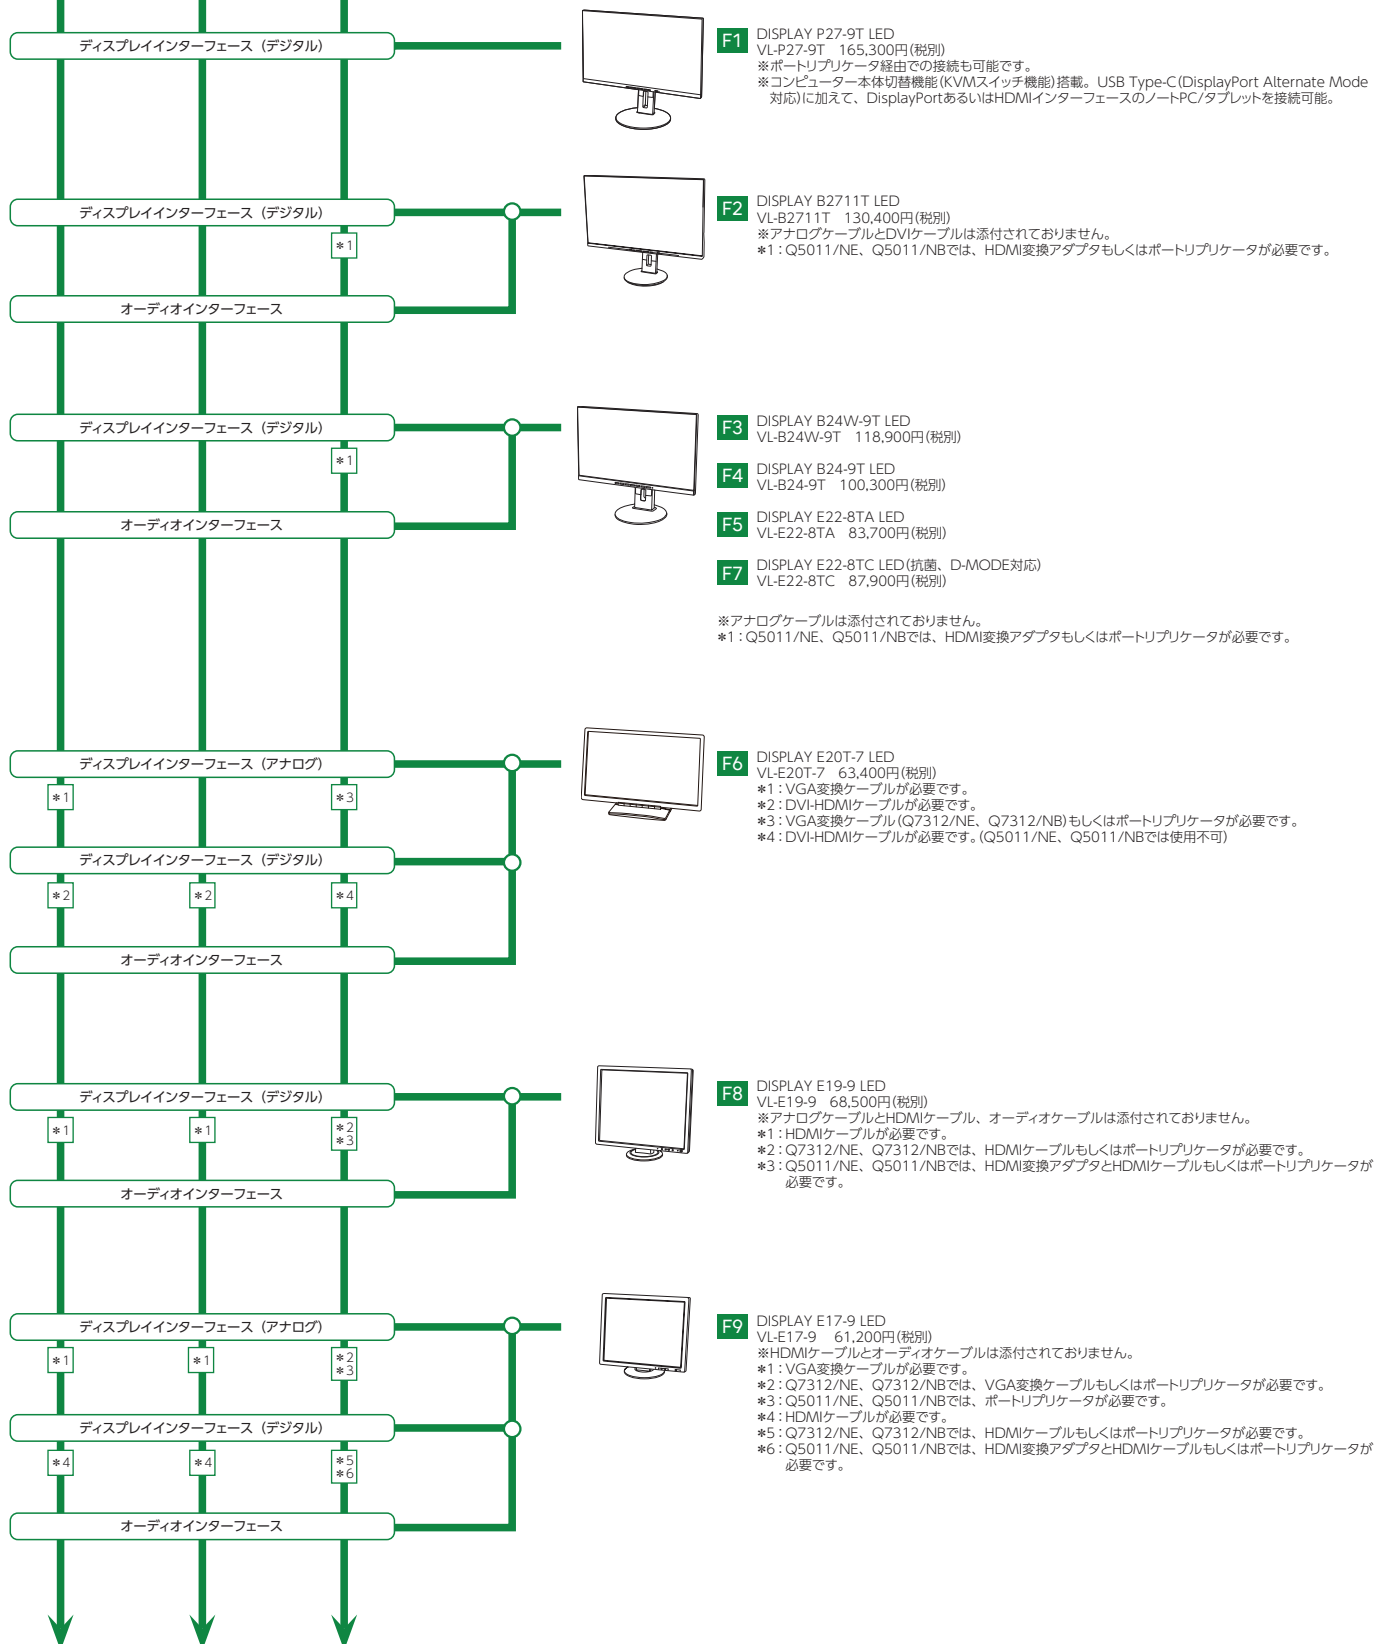 ディスプレイインターフェース（デジタル）
F1
DISPLAY P27-9T LED
VL-P27-9T　165,300円（税別）
※ポートリプリケータ経由での接続も可能です。
※コンピューター本体切替機能（KVMスイッチ機能）搭載。USB Type-C（DisplayPort Alternate Mode
対応）に加えて、DisplayPortあるいはHDMIインターフェースのノートPC/タブレットを接続可能。
ディスプレイインターフェース（デジタル）
＊1
オーディオインターフェース
F2
DISPLAY B2711T LED
VL-B2711T　130,400円（税別）
※アナログケーブルとDVIケーブルは添付されておりません。
＊1：Q5011/NE、Q5011/NBでは、HDMI変換アダプタもしくはポートリプリケータが必要です。
ディスプレイインターフェース（デジタル）
＊1
オーディオインターフェース
F3
DISPLAY B24W-9T LED
VL-B24W-9T　118,900円（税別）
F4
DISPLAY B24-9T LED
VL-B24-9T　100,300円（税別）
F5
DISPLAY E22-8TA LED
VL-E22-8TA　83,700円（税別）
F7
DISPLAY E22-8TC LED（抗菌、D-MODE対応）
VL-E22-8TC　87,900円（税別）
※アナログケーブルは添付されておりません。
＊1：Q5011/NE、Q5011/NBでは、HDMI変換アダプタもしくはポートリプリケータが必要です。
ディスプレイインターフェース（アナログ）
＊1 ＊3
ディスプレイインターフェース（デジタル）
＊2 ＊2 ＊4
オーディオインターフェース
F6
DISPLAY E20T-7 LED
VL-E20T-7　63,400円（税別）
＊1：VGA変換ケーブルが必要です。
＊2：DVI-HDMIケーブルが必要です。
＊3：VGA変換ケーブル（Q7312/NE、Q7312/NB）もしくはポートリプリケータが必要です。
＊4：DVI-HDMIケーブルが必要です。（Q5011/NE、Q5011/NBでは使用不可）
ディスプレイインターフェース（デジタル）
＊1 ＊1 ＊2
＊3
オーディオインターフェース
F8
DISPLAY E19-9 LED
VL-E19-9　68,500円（税別）
※アナログケーブルとHDMIケーブル、オーディオケーブルは添付されておりません。
＊1：HDMIケーブルが必要です。
＊2：Q7312/NE、Q7312/NBでは、HDMIケーブルもしくはポートリプリケータが必要です。
＊3：Q5011/NE、Q5011/NBでは、HDMI変換アダプタとHDMIケーブルもしくはポートリプリケータが
必要です。
ディスプレイインターフェース（アナログ）
＊1 ＊1 ＊2
＊3
ディスプレイインターフェース（デジタル）
＊4 ＊4 ＊5
＊6
オーディオインターフェース
F9
DISPLAY E17-9 LED
VL-E17-9　61,200円（税別）
※HDMIケーブルとオーディオケーブルは添付されておりません。
＊1：VGA変換ケーブルが必要です。
＊2：Q7312/NE、Q7312/NBでは、VGA変換ケーブルもしくはポートリプリケータが必要です。
＊3：Q5011/NE、Q5011/NBでは、ポートリプリケータが必要です。
＊4：HDMIケーブルが必要です。
＊5：Q7312/NE、Q7312/NBでは、HDMIケーブルもしくはポートリプリケータが必要です。
＊6：Q5011/NE、Q5011/NBでは、HDMI変換アダプタとHDMIケーブルもしくはポートリプリケータが
必要です。